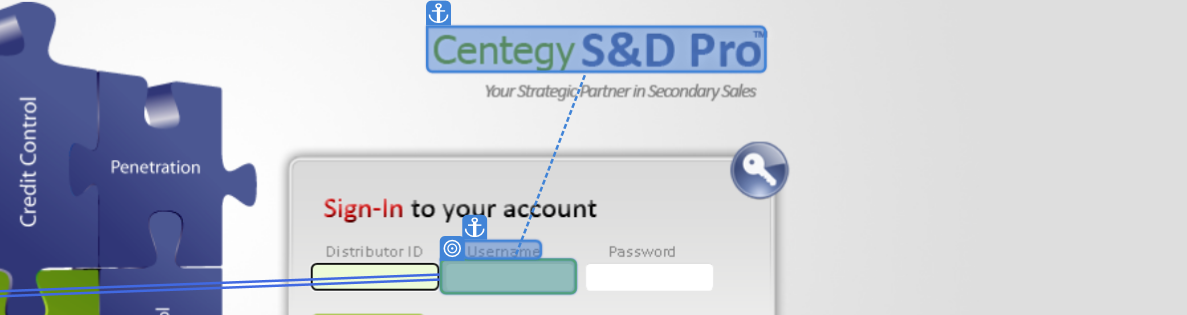 Centegy S&D Pro™
Your Strategic Partner in Secondary Sales
Credit Control
Penetration
Sign-In to your account
Distributor ID Username Password